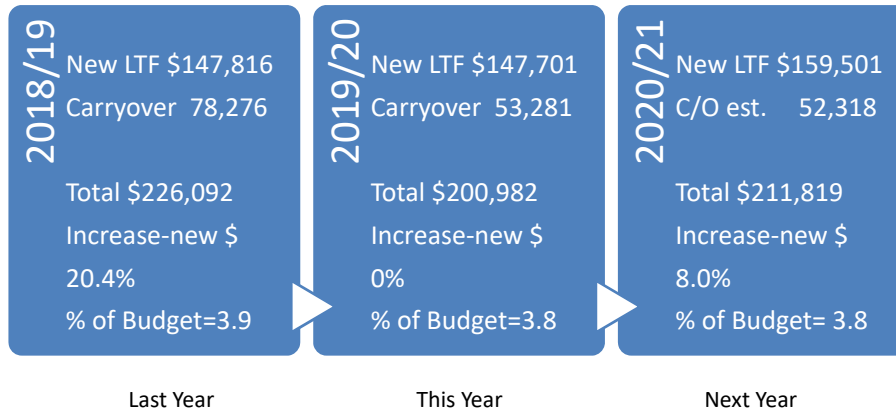 2018/19
New LTF $147,816
Carryover 78,276
Total $226,092
Increase-new $
20.4%
% of Budget=3.9
2019/20
New LTF $147,701
Carryover 53,281
Total $200,982
Increase-new $
0%
% of Budget=3.8
2020/21
New LTF $159,501
C/O est. 52,318
Total $211,819
Increase-new $
8.0%
% of Budget= 3.8
Last Year
This Year
Next Year